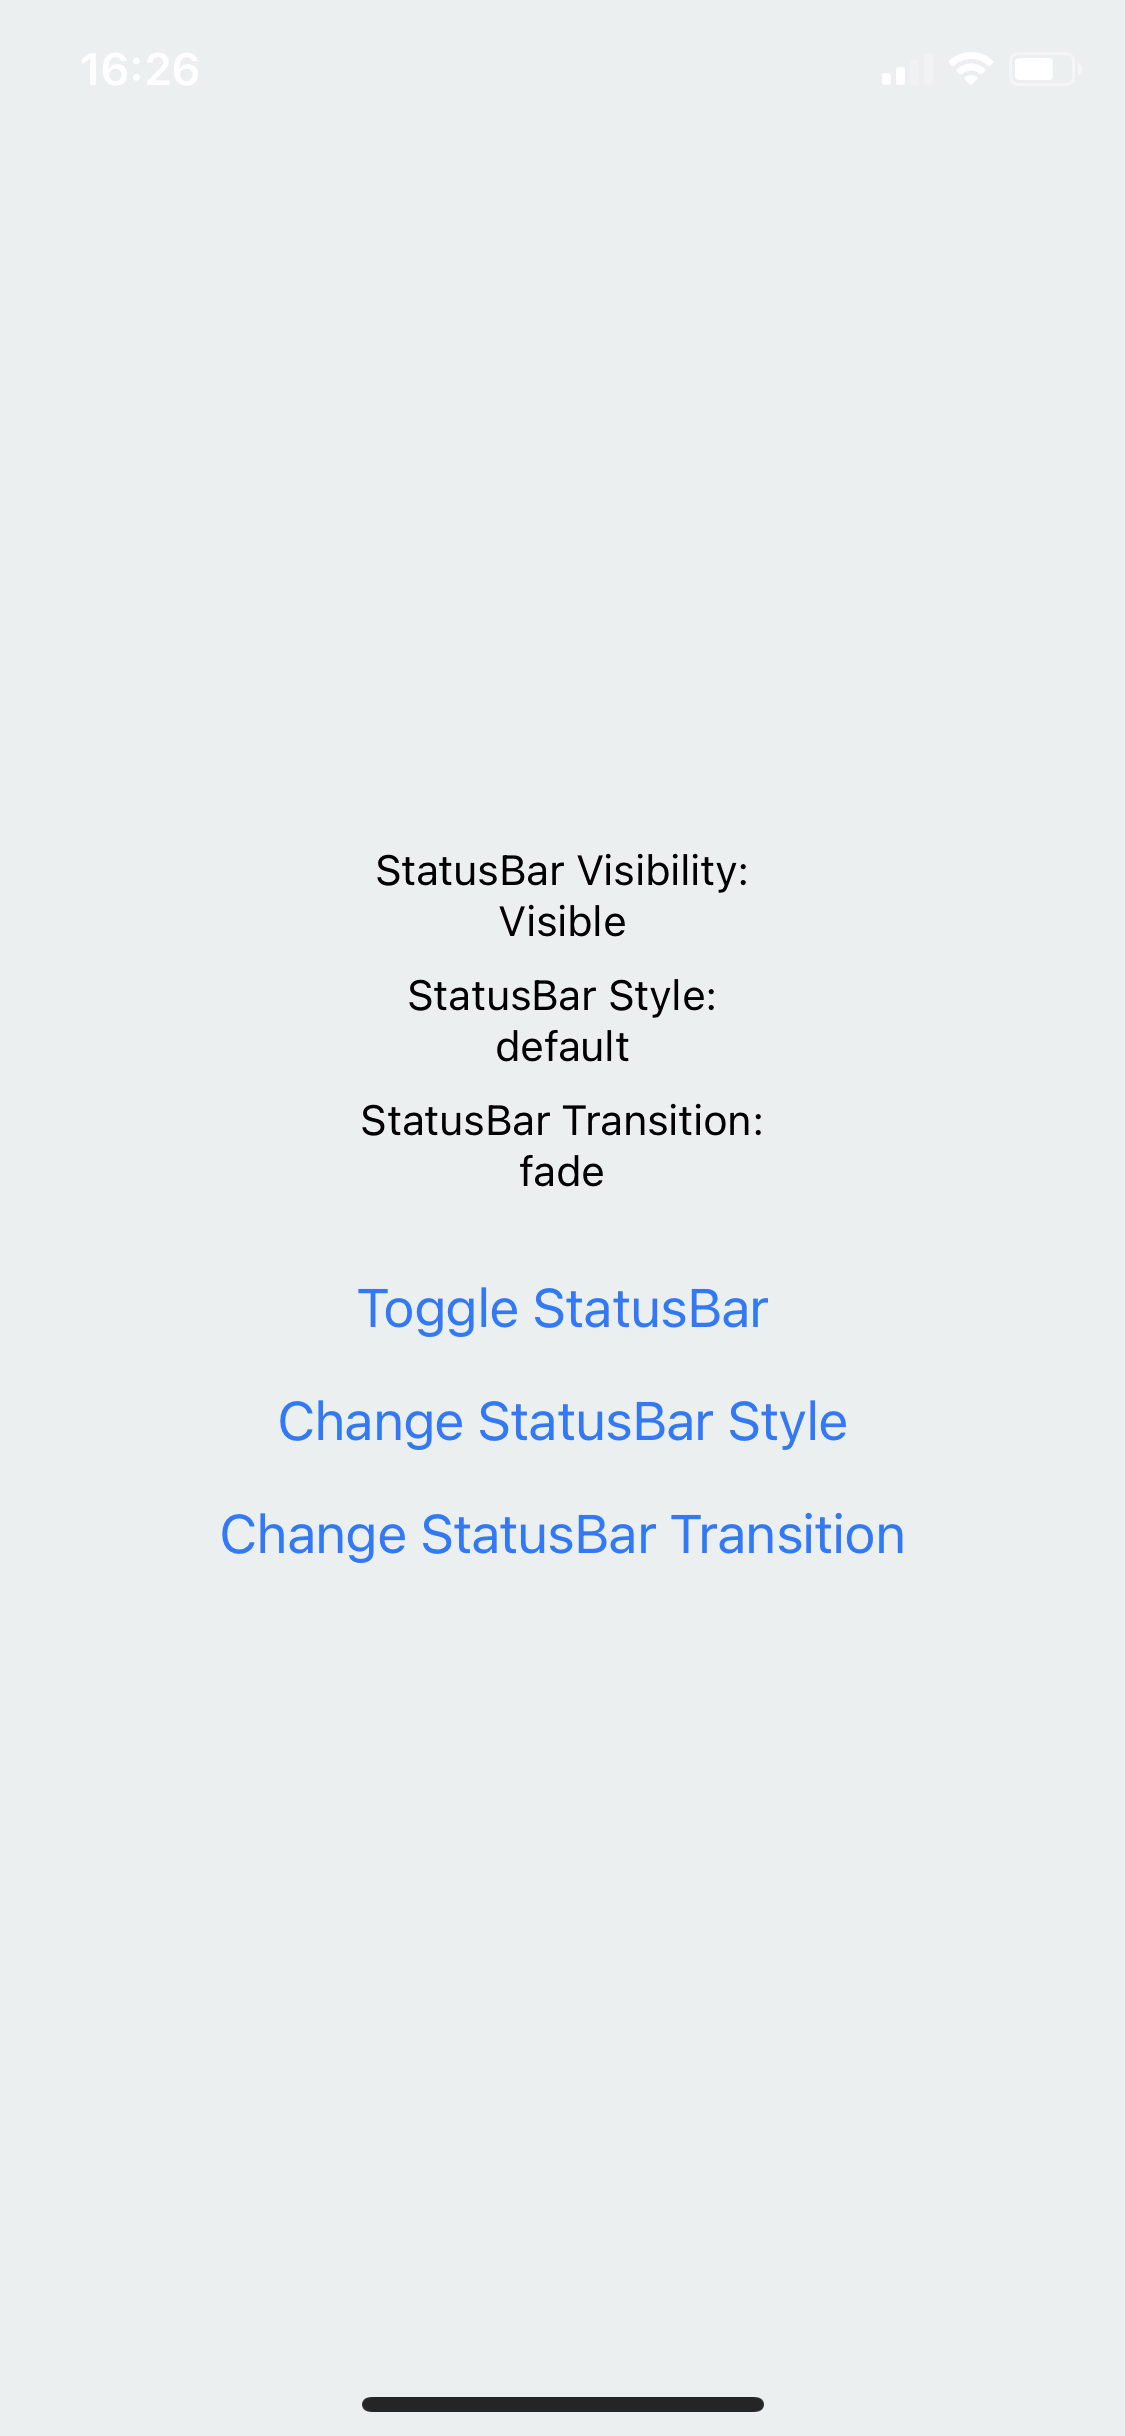 16:26
StatusBar Visibility:
Visible
StatusBar Style:
default
StatusBar Transition:
fade
Toggle StatusBar
Change StatusBar Style
Change StatusBar Transition